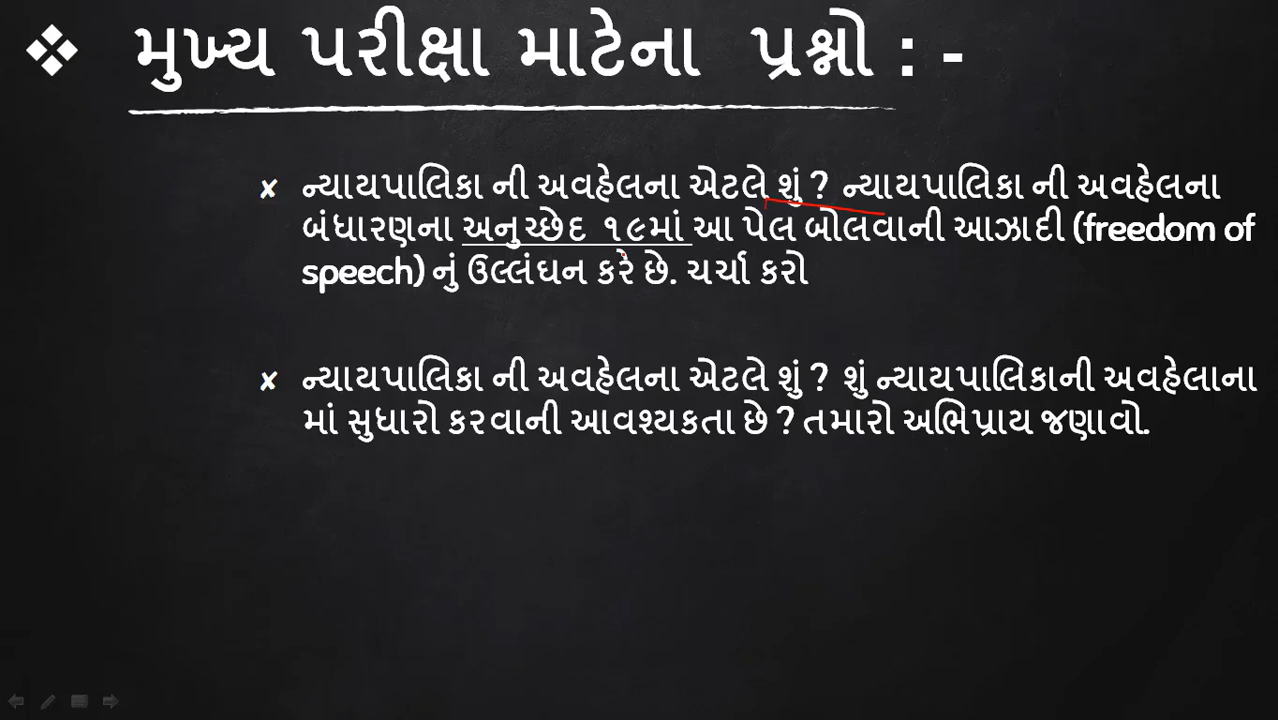 ❖ મુખ્ય પરીક્ષા માટેના પ્રશ્નો : -
✘ ન્યાયપાલિકા ની અવહેલના એટલે શું ? ન્યાયપાલિકા ની અવહેલના
બંધારણના અનુચ્છેદ ૧૯માં આ પેલ બોલવાની આઝાદી (freedom of
speech) નું ઉલ્લંઘન કરે છે. ચર્ચા કરો
✘ ન્યાયપાલિકા ની અવહેલના એટલે શું ? શું ન્યાયપાલિકાની અવહેલાના
માં સુધારો કરવાની આવશ્યકતા છે ? તમારો અભિપ્રાય જણાવો.